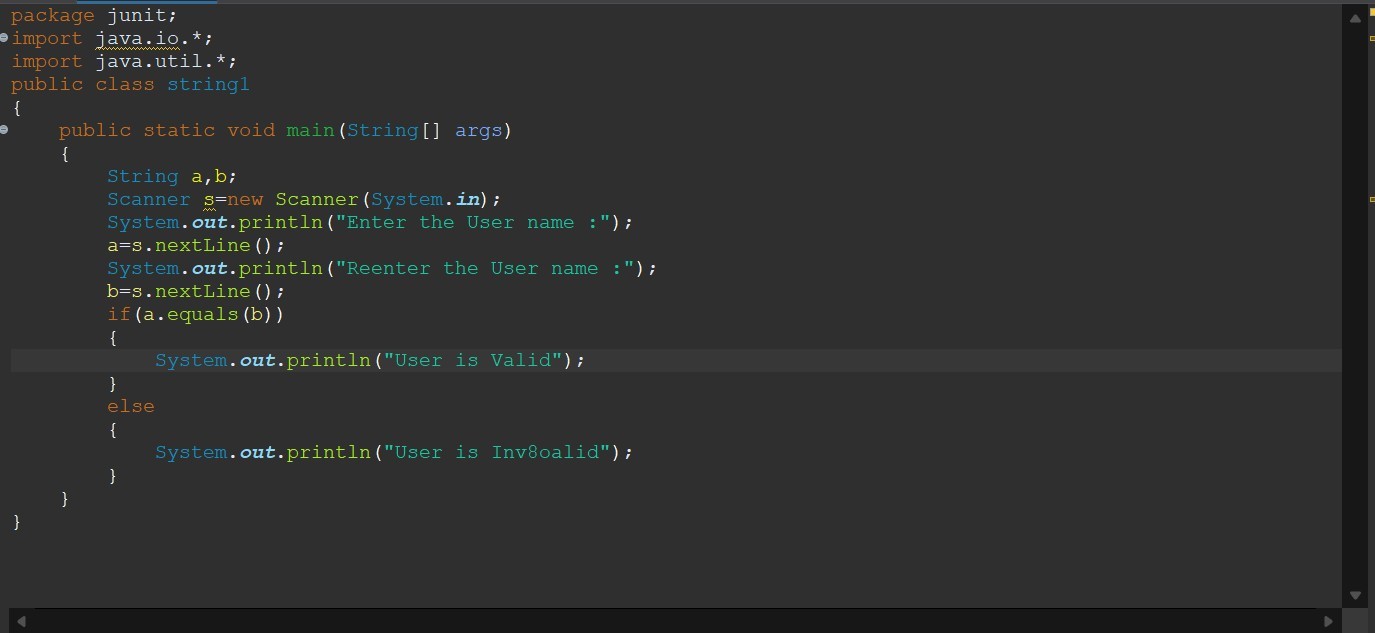 package junit;
import java.io.*;
import java.util.*;
public class string1
{
    public static void main(String[] args)
    {
        String a,b;
        Scanner s=new Scanner(System.in);
        System.out.println("Enter the User name :");
        a=s.nextLine();
        System.out.println("Reenter the User name :");
        b=s.nextLine();
        if(a.equals(b))
        {
            System.out.println("User is Valid");
        }
        else
        {
            System.out.println("User is Inv8oalid");
        }
    }
}